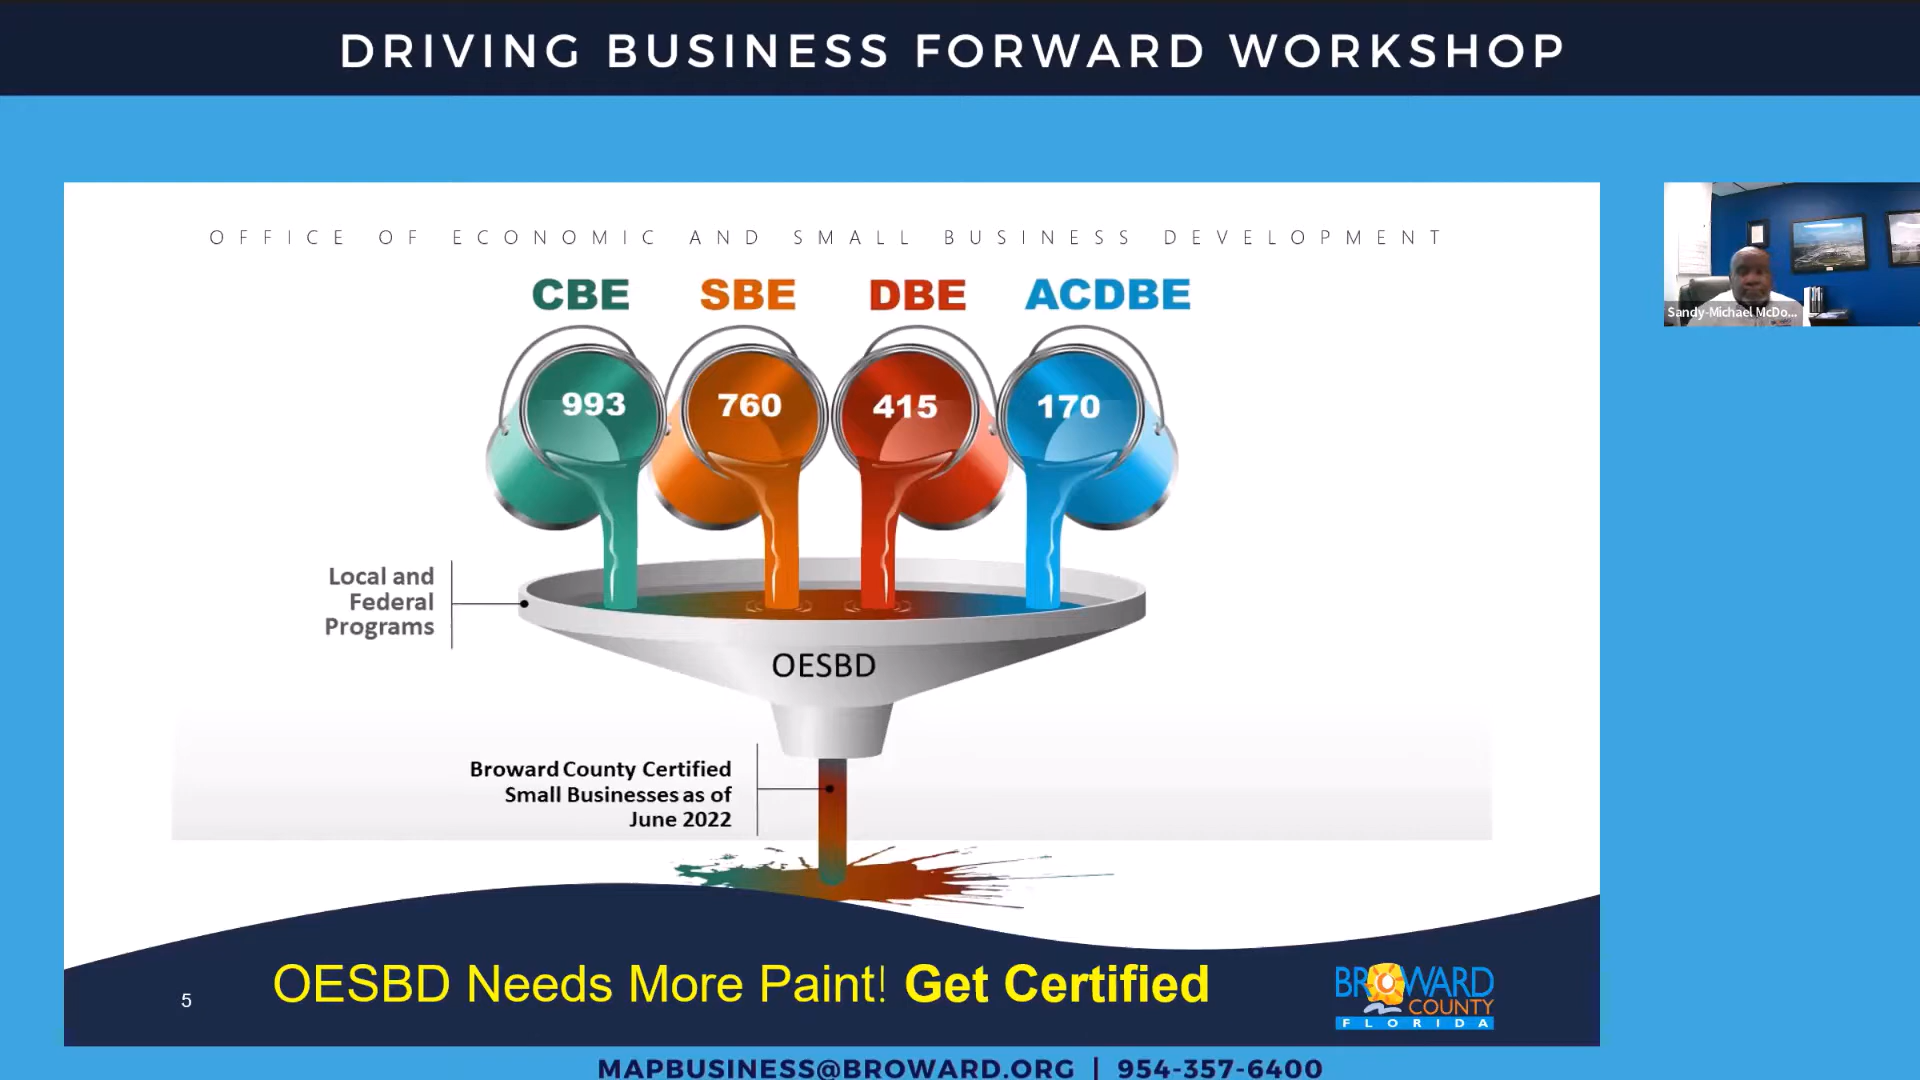 DRIVING BUSINESS FORWARD WORKSHOP
OFFICE OF ECONOMIC AND SMALL BUSINESS DEVELOPMENT
CBE SBE DBE ACDBE
993 760 415 170
Sandy-Michael McDo...
Local and
Federal
Programs
OESBD
Broward County Certified
Small Businesses as of
June 2022
OESBD Needs More Paint! Get Certified
5
BROWARD
COUNTY
FLORIDA
MAPBUSINESS@BROWARD.ORG | 954-357-6400